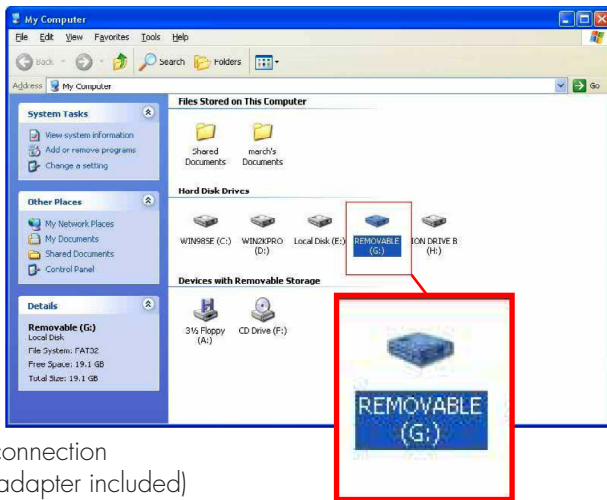 My Computer
File Edit View Favorites Tools Help
Back Search Folders
Address My Computer Go
System Tasks
View system information
Add or remove programs
Change a setting
Other Places
My Network Places
My Documents
Shared Documents
Control Panel
Details
Removable (G:)
Local Disk
File System: FAT32
Free Space: 19.1 GB
Total Size: 19.1 GB
Files Stored on This Computer
Shared Documents
march's Documents
Hard Disk Drives
WIN98SE (C:)
WIN2KPRO (D:)
Local Disk (E:)
REMOVABLE (G:)
ION DRIVE B (H:)
Devices with Removable Storage
3½ Floppy (A:)
CD Drive (F:)
REMOVABLE
(G:)
connection
adapter included)